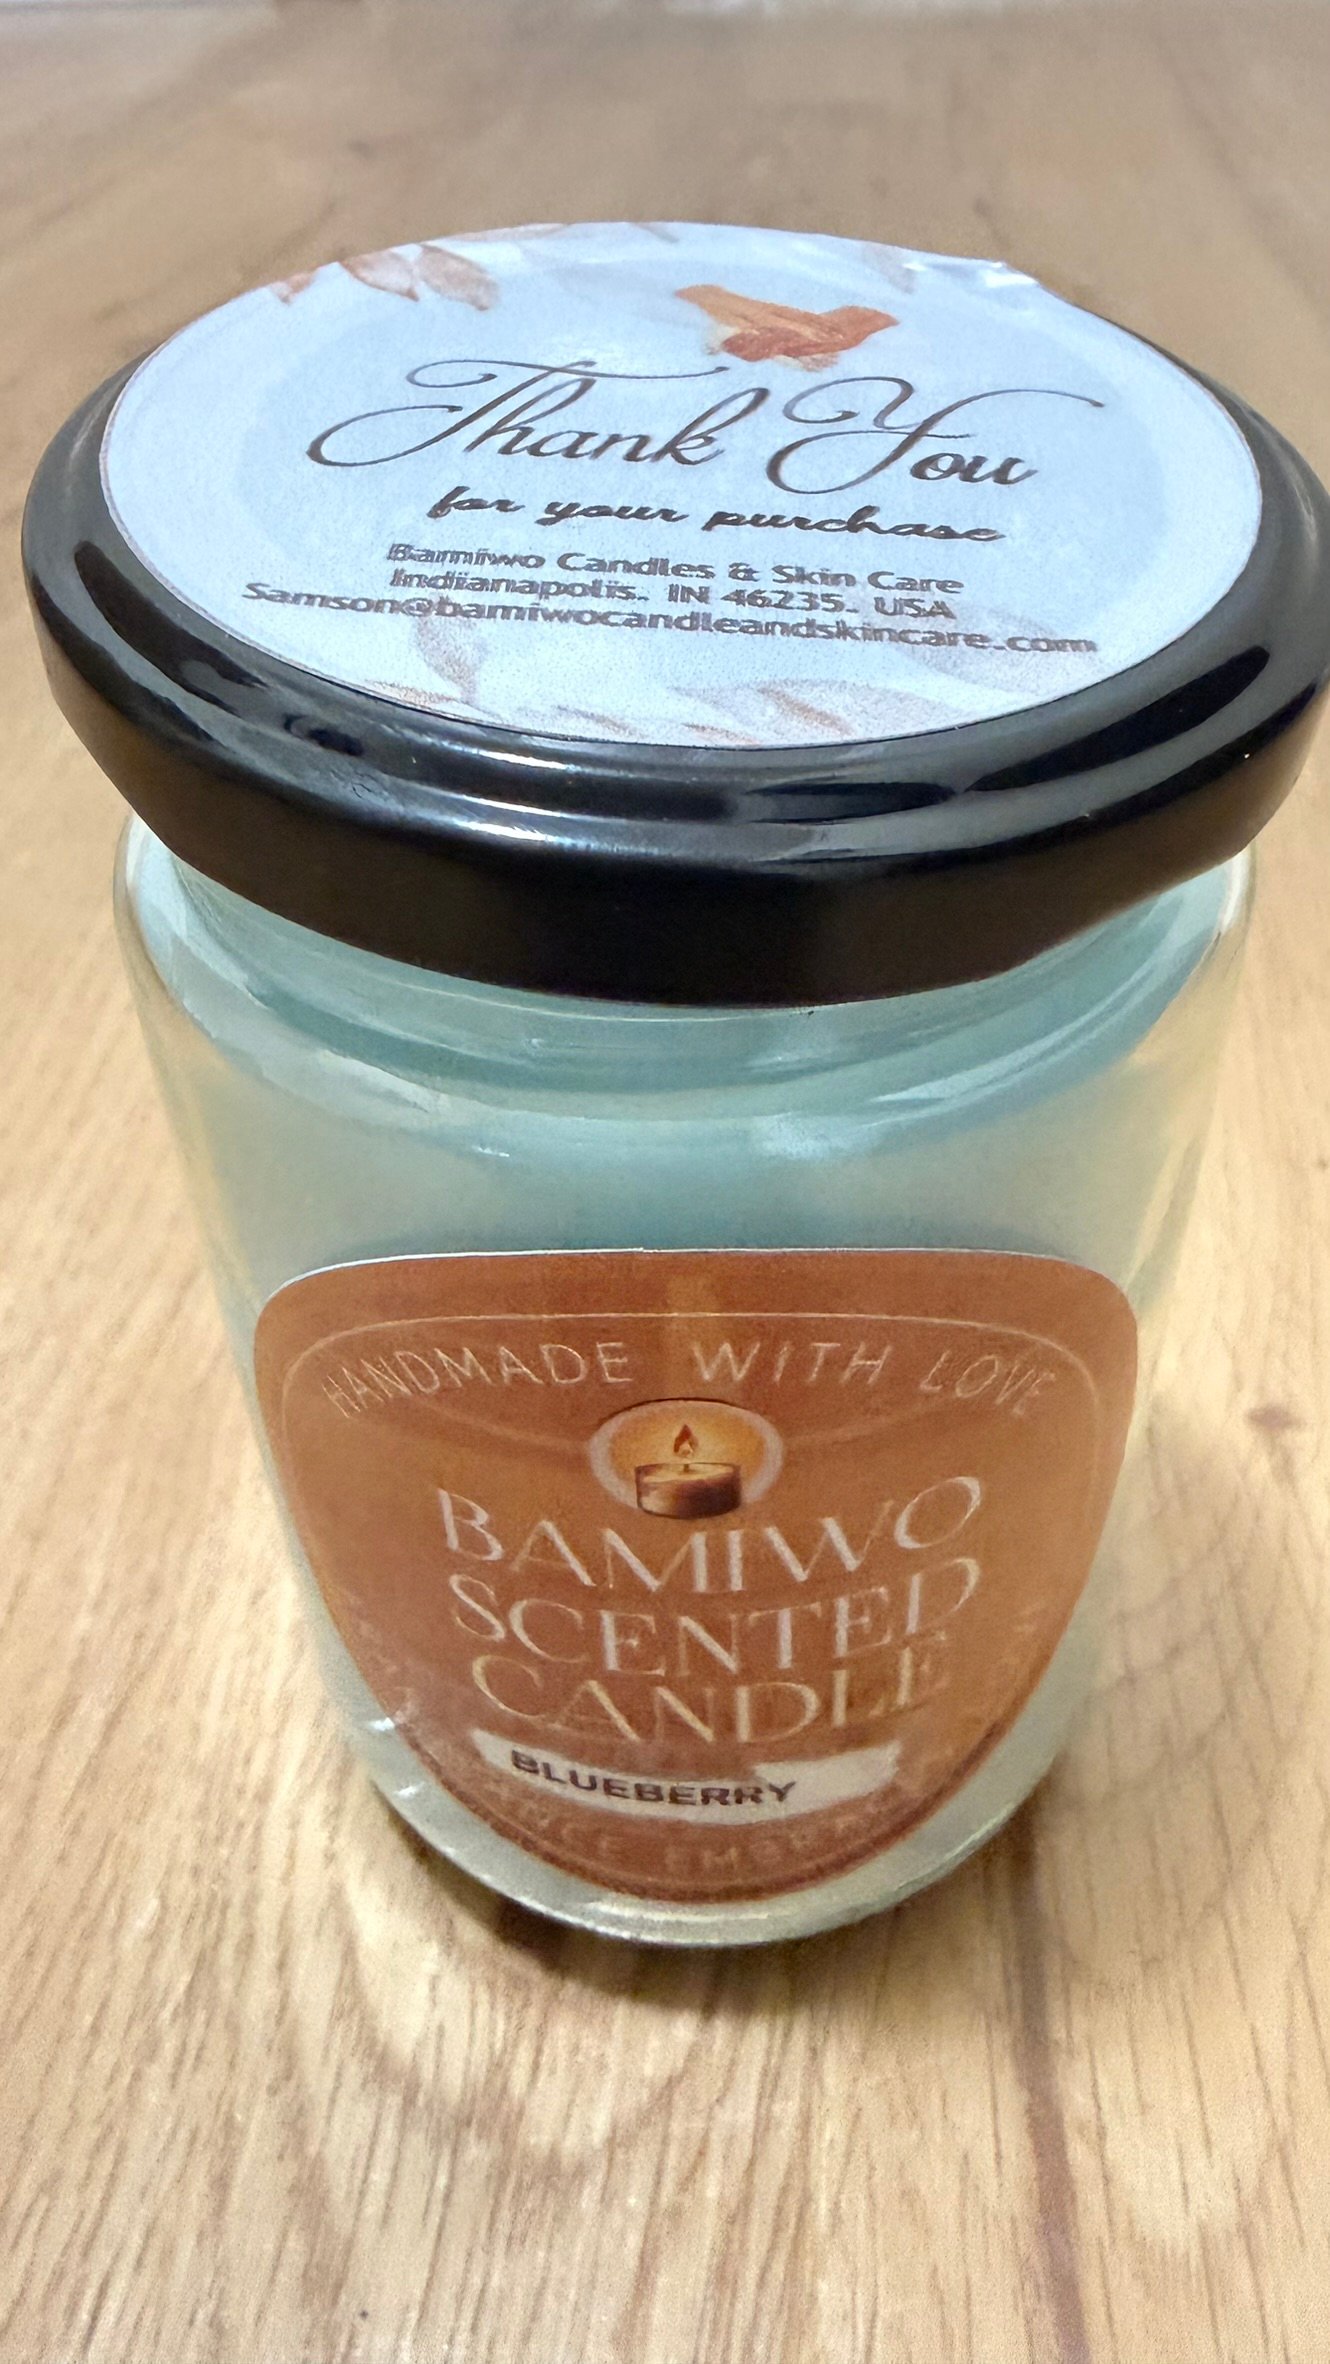 Thank You
for your purchase
Bamiwo Candles & Skin Care
Indianapolis. IN 46235. USA
Samson@bamiwocandleandskincare.com
HANDMADE WITH LOVE
BAMIWO
SCENTED
CANDLE
BLUEBERRY